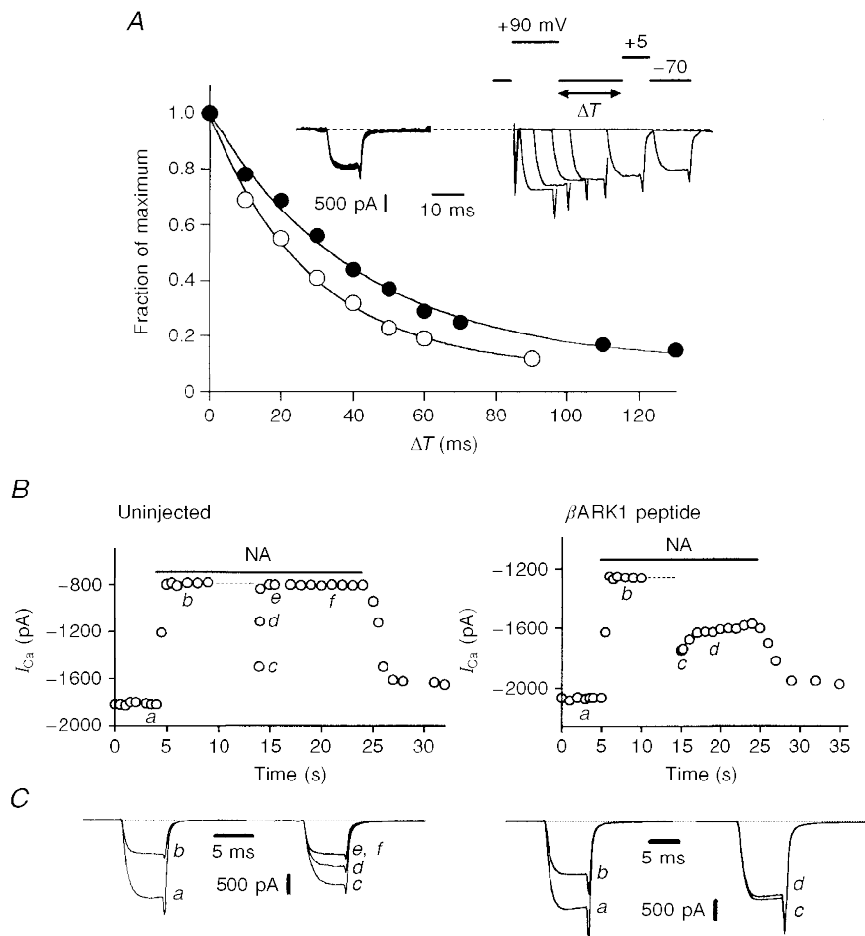 A
+90 mV
+5
−70
ΔT
1.0
0.8
0.6
0.4
0.2
0
Fraction of maximum
500 pA
10 ms
0 20 40 60 80 100 120
ΔT (ms)
B
Uninjected
NA
−800
−1200
−1600
−2000
I_Ca (pA)
a
b
c
d
e
f
0 5 10 15 20 25 30
Time (s)
βARK1 peptide
NA
−1200
−1600
−2000
I_Ca (pA)
a
b
c
d
0 5 10 15 20 25 30 35
Time (s)
C
b
a
5 ms
500 pA
e, f
d
c
b
a
5 ms
500 pA
d
c